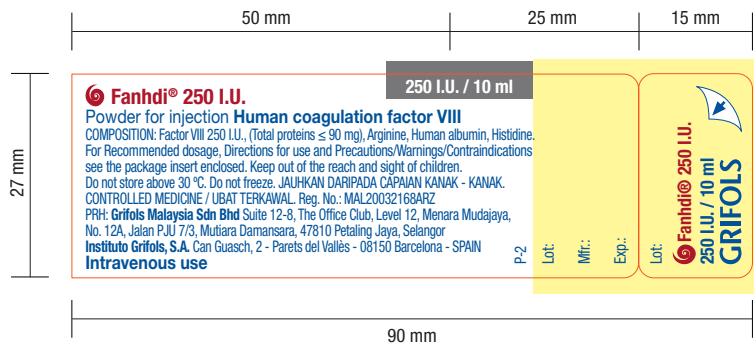 50 mm
25 mm
15 mm
27 mm
250 I.U. / 10 ml
Fanhdi® 250 I.U.
Powder for injection Human coagulation factor VIII
COMPOSITION: Factor VIII 250 I.U., (Total proteins ≤ 90 mg), Arginine, Human albumin, Histidine.
For Recommended dosage, Directions for use and Precautions/Warnings/Contraindications
see the package insert enclosed. Keep out of the reach and sight of children.
Do not store above 30 ºC. Do not freeze. JAUHKAN DARIPADA CAPAIAN KANAK - KANAK.
CONTROLLED MEDICINE / UBAT TERKAWAL. Reg. No.: MAL20032168ARZ
PRH: Grifols Malaysia Sdn Bhd Suite 12-8, The Office Club, Level 12, Menara Mudajaya,
No. 12A, Jalan PJU 7/3, Mutiara Damansara, 47810 Petaling Jaya, Selangor
Instituto Grifols, S.A. Can Guasch, 2 - Parets del Vallès - 08150 Barcelona - SPAIN
Intravenous use
P-2
Lot:
Mfr.:
Exp.:
Lot:
Fanhdi® 250 I.U.
250 I.U. / 10 ml
GRIFOLS
90 mm